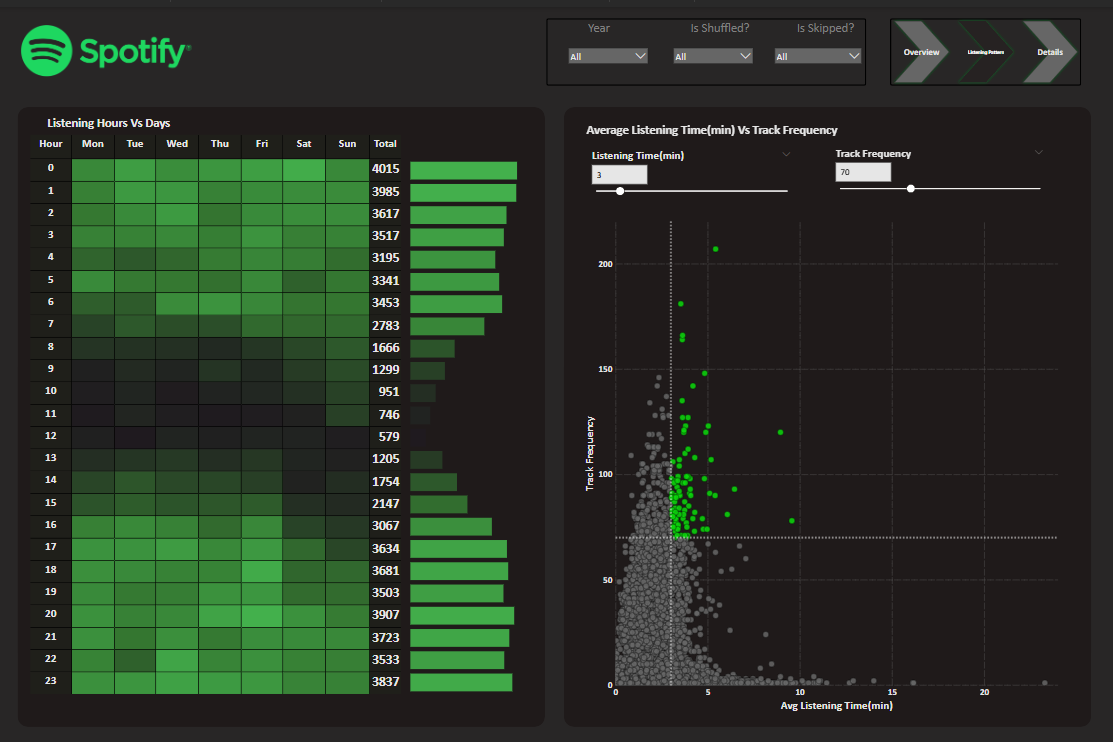 Spotify
Year Is Shuffled? Is Skipped?
All All All
Overview Listening Pattern Details
Listening Hours Vs Days
Hour Mon Tue Wed Thu Fri Sat Sun Total
0 4015
1 3985
2 3617
3 3517
4 3195
5 3341
6 3453
7 2783
8 1666
9 1299
10 951
11 746
12 579
13 1205
14 1754
15 2147
16 3067
17 3634
18 3681
19 3503
20 3907
21 3723
22 3533
23 3837
Average Listening Time(min) Vs Track Frequency
Listening Time(min) Track Frequency
3 70
Track Frequency
200
150
100
50
0
0 5 10 15 20
Avg Listening Time(min)